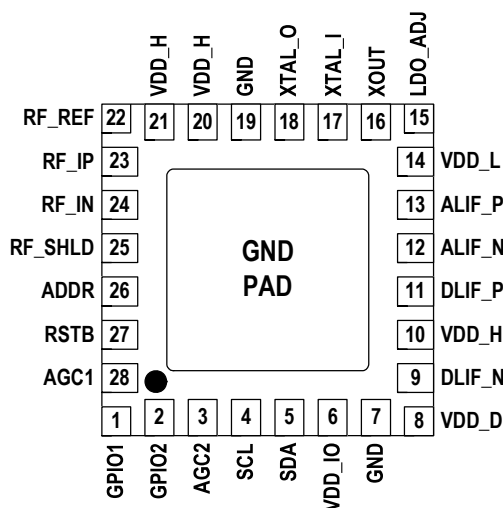 VDD_H
VDD_H
GND
XTAL_O
XTAL_I
XOUT
LDO_ADJ
RF_REF 22 21 20 19 18 17 16 15
RF_IP 23 14 VDD_L
RF_IN 24 13 ALIF_P
RF_SHLD 25 12 ALIF_N
GND
PAD
ADDR 26 11 DLIF_P
RSTB 27 10 VDD_H
AGC1 28 9 DLIF_N
1 2 3 4 5 6 7 8 VDD_D
GPIO1
GPIO2
AGC2
SCL
SDA
VDD_IO
GND